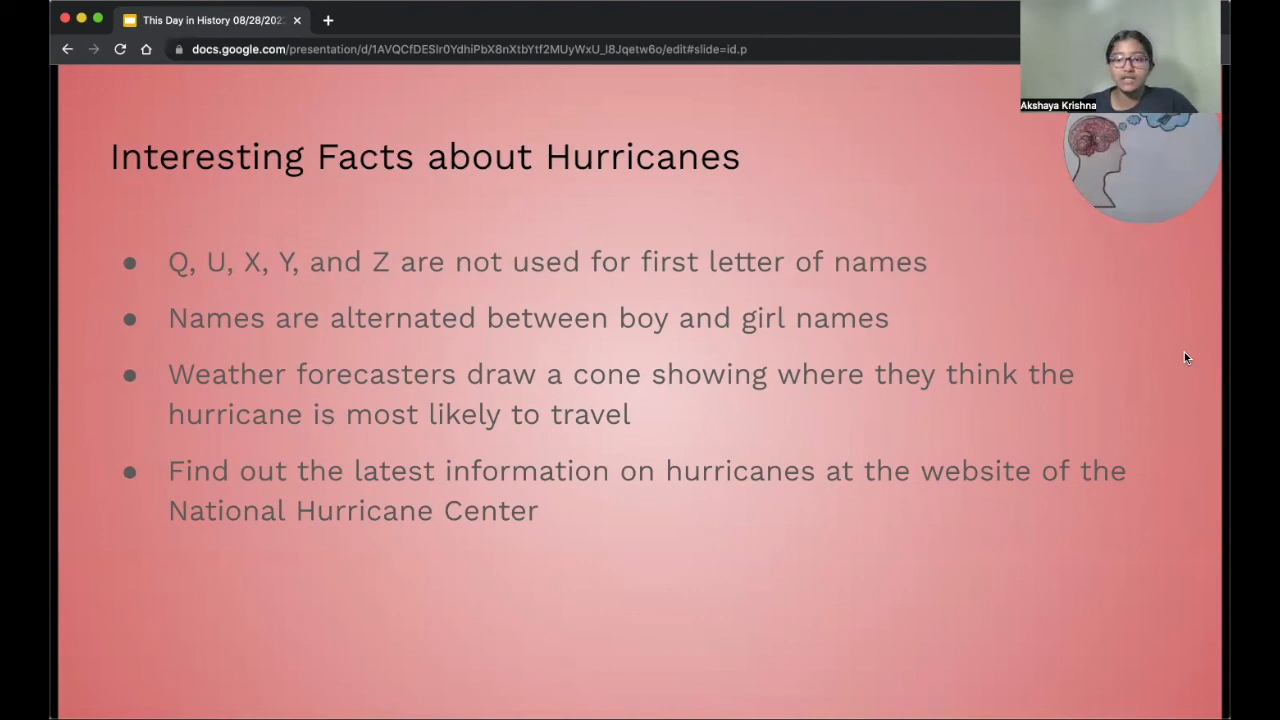 This Day in History 08/28/202
docs.google.com/presentation/d/1AVQCfDESIr0YdhiPbX8nXtbYtf2MUyWxU_I8Jqetw6o/edit#slide=id.p
Akshaya Krishna
Interesting Facts about Hurricanes
● Q, U, X, Y, and Z are not used for first letter of names
● Names are alternated between boy and girl names
● Weather forecasters draw a cone showing where they think the
hurricane is most likely to travel
● Find out the latest information on hurricanes at the website of the
National Hurricane Center